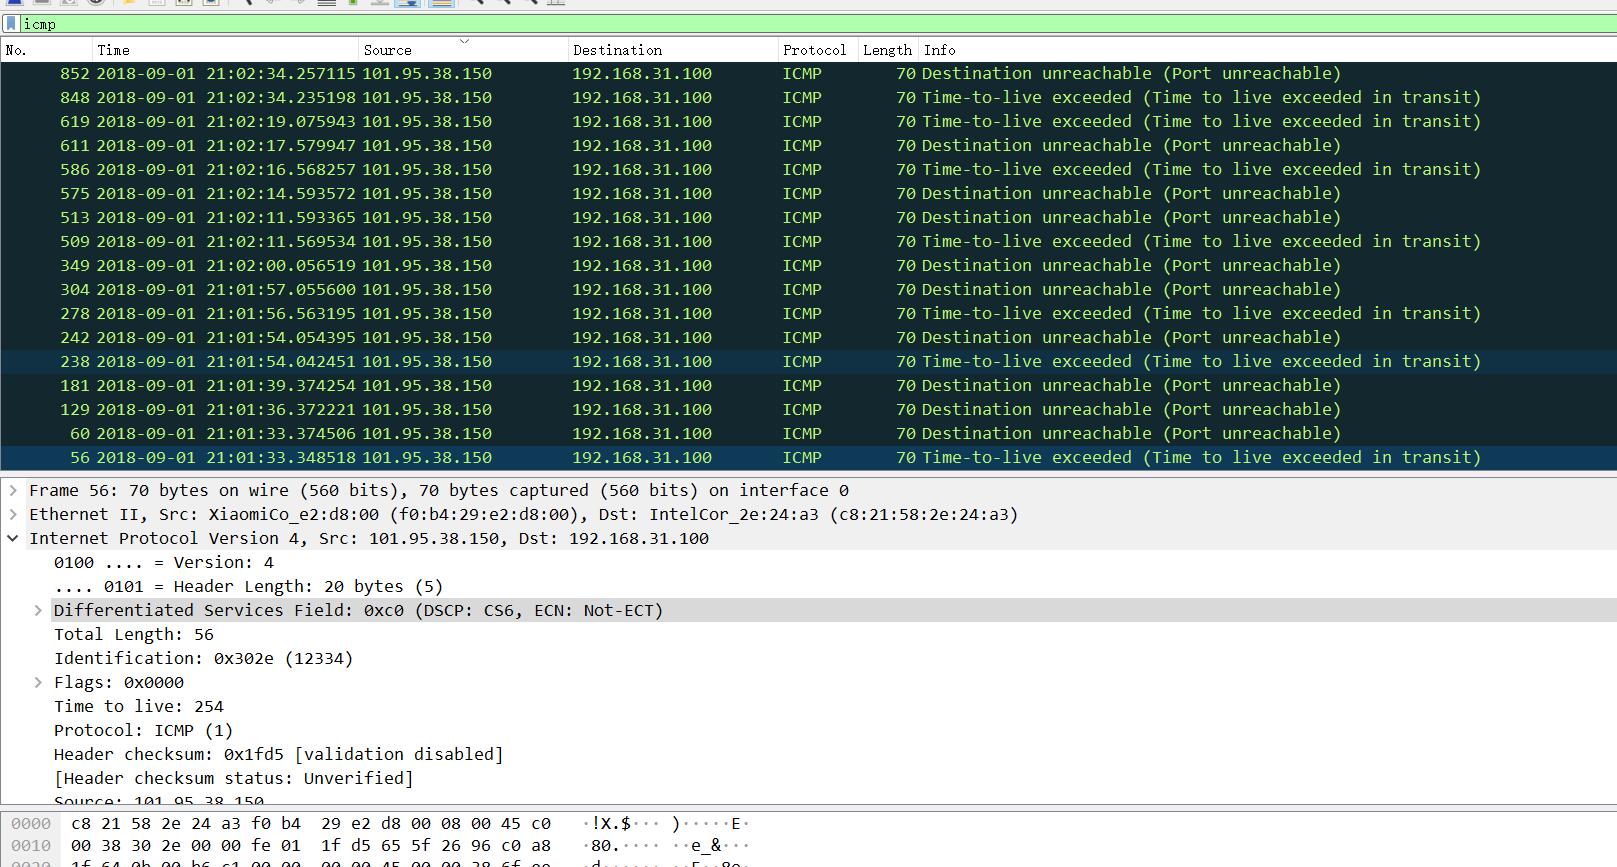 icmp
No. Time Source Destination Protocol Length Info
852 2018-09-01 21:02:34.257115 101.95.38.150 192.168.31.100 ICMP 70 Destination unreachable (Port unreachable)
848 2018-09-01 21:02:34.235198 101.95.38.150 192.168.31.100 ICMP 70 Time-to-live exceeded (Time to live exceeded in transit)
619 2018-09-01 21:02:19.075943 101.95.38.150 192.168.31.100 ICMP 70 Time-to-live exceeded (Time to live exceeded in transit)
611 2018-09-01 21:02:17.579947 101.95.38.150 192.168.31.100 ICMP 70 Destination unreachable (Port unreachable)
586 2018-09-01 21:02:16.568257 101.95.38.150 192.168.31.100 ICMP 70 Time-to-live exceeded (Time to live exceeded in transit)
575 2018-09-01 21:02:14.593572 101.95.38.150 192.168.31.100 ICMP 70 Destination unreachable (Port unreachable)
513 2018-09-01 21:02:11.593365 101.95.38.150 192.168.31.100 ICMP 70 Destination unreachable (Port unreachable)
509 2018-09-01 21:02:11.569534 101.95.38.150 192.168.31.100 ICMP 70 Time-to-live exceeded (Time to live exceeded in transit)
349 2018-09-01 21:02:00.056519 101.95.38.150 192.168.31.100 ICMP 70 Destination unreachable (Port unreachable)
304 2018-09-01 21:01:57.055600 101.95.38.150 192.168.31.100 ICMP 70 Destination unreachable (Port unreachable)
278 2018-09-01 21:01:56.563195 101.95.38.150 192.168.31.100 ICMP 70 Time-to-live exceeded (Time to live exceeded in transit)
242 2018-09-01 21:01:54.054395 101.95.38.150 192.168.31.100 ICMP 70 Destination unreachable (Port unreachable)
238 2018-09-01 21:01:54.042451 101.95.38.150 192.168.31.100 ICMP 70 Time-to-live exceeded (Time to live exceeded in transit)
181 2018-09-01 21:01:39.374254 101.95.38.150 192.168.31.100 ICMP 70 Destination unreachable (Port unreachable)
129 2018-09-01 21:01:36.372221 101.95.38.150 192.168.31.100 ICMP 70 Destination unreachable (Port unreachable)
60 2018-09-01 21:01:33.374506 101.95.38.150 192.168.31.100 ICMP 70 Destination unreachable (Port unreachable)
56 2018-09-01 21:01:33.348518 101.95.38.150 192.168.31.100 ICMP 70 Time-to-live exceeded (Time to live exceeded in transit)
Frame 56: 70 bytes on wire (560 bits), 70 bytes captured (560 bits) on interface 0
Ethernet II, Src: XiaomiCo_e2:d8:00 (f0:b4:29:e2:d8:00), Dst: IntelCor_2e:24:a3 (c8:21:58:2e:24:a3)
Internet Protocol Version 4, Src: 101.95.38.150, Dst: 192.168.31.100
0100 .... = Version: 4
.... 0101 = Header Length: 20 bytes (5)
Differentiated Services Field: 0xc0 (DSCP: CS6, ECN: Not-ECT)
Total Length: 56
Identification: 0x302e (12334)
Flags: 0x0000
Time to live: 254
Protocol: ICMP (1)
Header checksum: 0x1fd5 [validation disabled]
[Header checksum status: Unverified]
Source: 101.95.38.150
0000 c8 21 58 2e 24 a3 f0 b4 29 e2 d8 00 08 00 45 c0 ·!X.$··· )·····E·
0010 00 38 30 2e 00 00 fe 01 1f d5 65 5f 26 96 c0 a8 ·80.···· ··e_&···